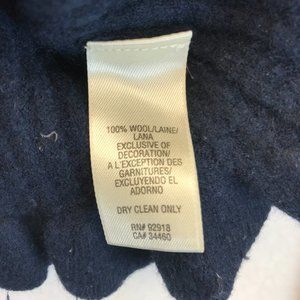 100% WOOL/LAINE/
LANA
EXCLUSIVE OF
DECORATION/
A L'EXCEPTION DES
GARNITURES/
EXCLUYENDO EL
ADORNO
DRY CLEAN ONLY
RN# 92918
CA# 34460